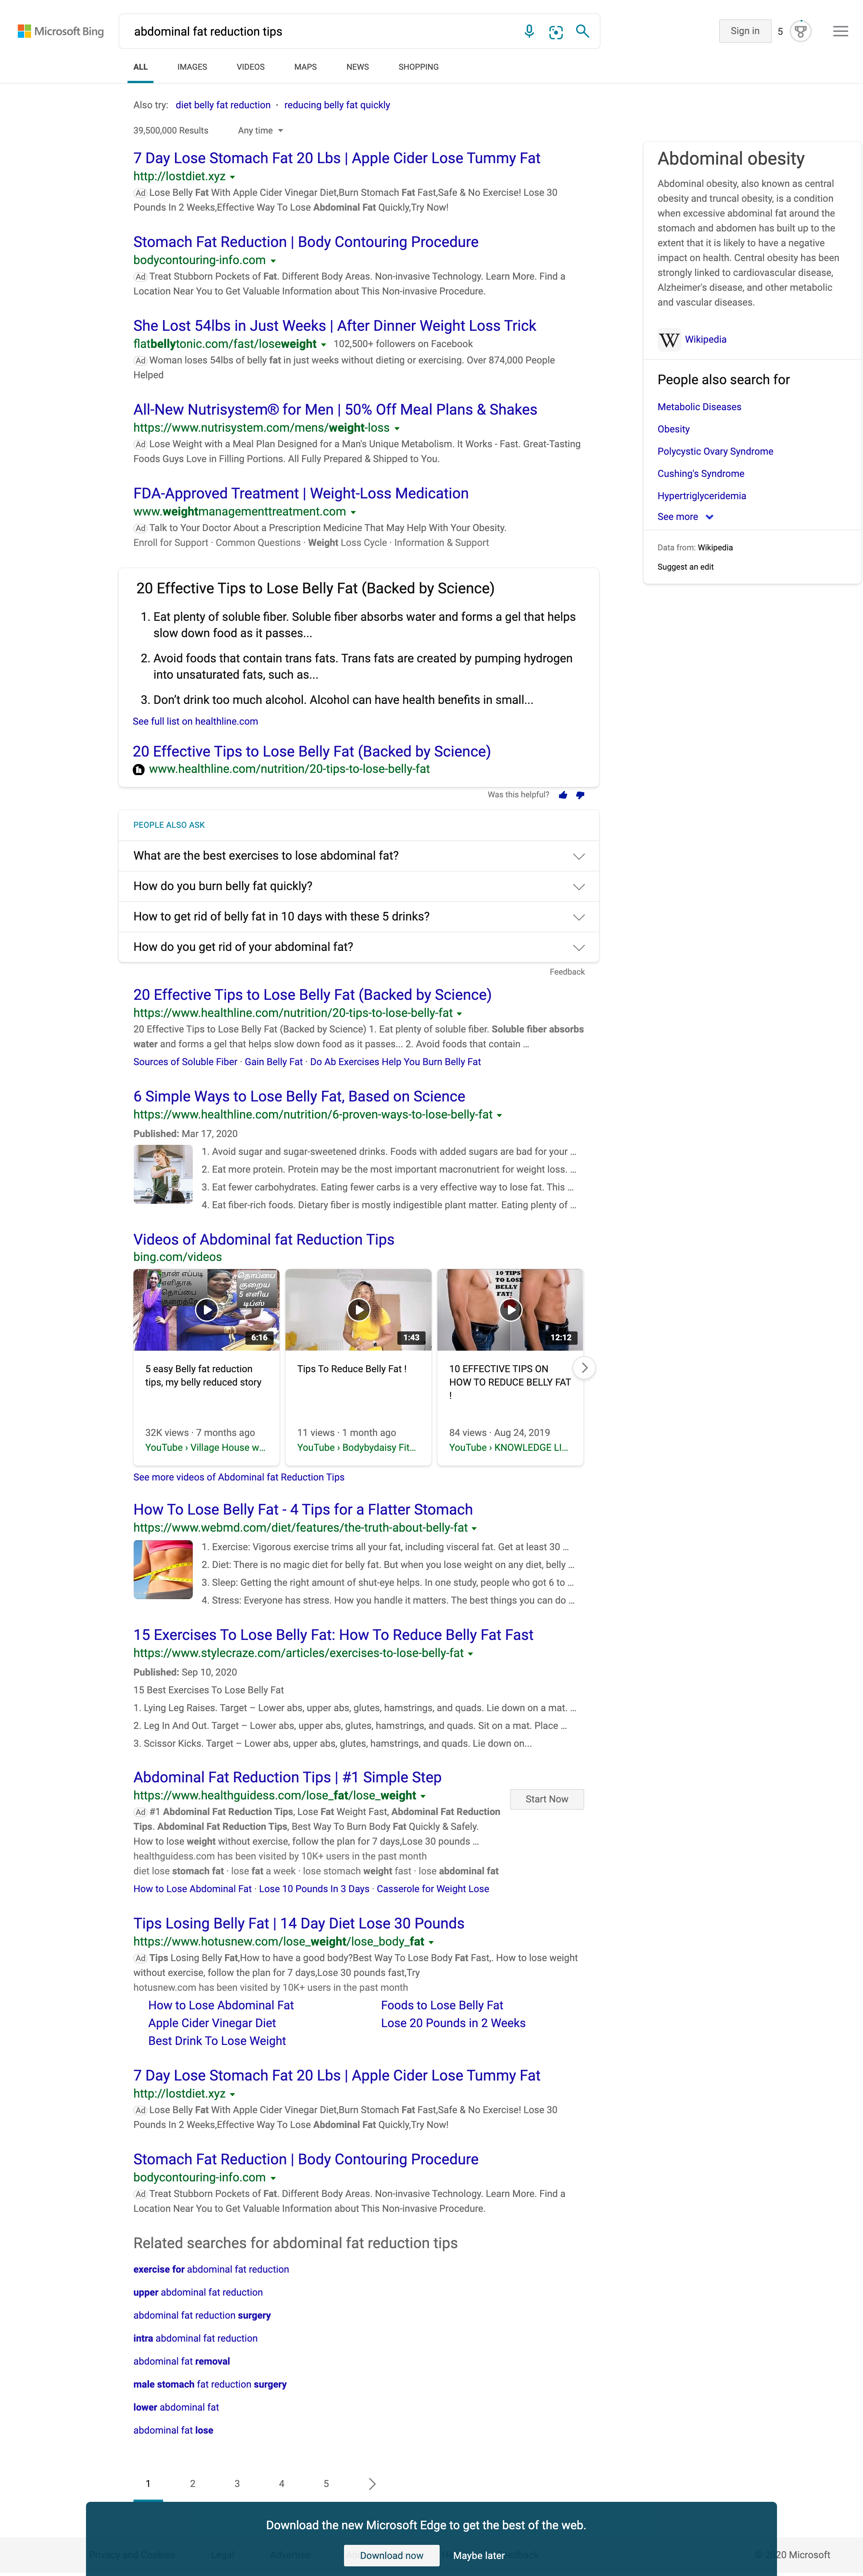 Microsoft Bing
abdominal fat reduction tips
Sign in
5
ALL
IMAGES
VIDEOS
MAPS
NEWS
SHOPPING
Also try: diet belly fat reduction · reducing belly fat quickly
39,500,000 Results
Any time
7 Day Lose Stomach Fat 20 Lbs | Apple Cider Lose Tummy Fat
http://lostdiet.xyz
Ad Lose Belly Fat With Apple Cider Vinegar Diet,Burn Stomach Fat Fast,Safe & No Exercise! Lose 30
Pounds In 2 Weeks,Effective Way To Lose Abdominal Fat Quickly,Try Now!
Stomach Fat Reduction | Body Contouring Procedure
bodycontouring-info.com
Ad Treat Stubborn Pockets of Fat. Different Body Areas. Non-invasive Technology. Learn More. Find a
Location Near You to Get Valuable Information about This Non-invasive Procedure.
She Lost 54lbs in Just Weeks | After Dinner Weight Loss Trick
flatbellytonic.com/fast/loseweight 102,500+ followers on Facebook
Ad Woman loses 54lbs of belly fat in just weeks without dieting or exercising. Over 874,000 People
Helped
All-New Nutrisystem® for Men | 50% Off Meal Plans & Shakes
https://www.nutrisystem.com/mens/weight-loss
Ad Lose Weight with a Meal Plan Designed for a Man's Unique Metabolism. It Works - Fast. Great-Tasting
Foods Guys Love in Filling Portions. All Fully Prepared & Shipped to You.
FDA-Approved Treatment | Weight-Loss Medication
www.weightmanagementtreatment.com
Ad Talk to Your Doctor About a Prescription Medicine That May Help With Your Obesity.
Enroll for Support · Common Questions · Weight Loss Cycle · Information & Support
Abdominal obesity
Abdominal obesity, also known as central
obesity and truncal obesity, is a condition
when excessive abdominal fat around the
stomach and abdomen has built up to the
extent that it is likely to have a negative
impact on health. Central obesity has been
strongly linked to cardiovascular disease,
Alzheimer's disease, and other metabolic
and vascular diseases.
W Wikipedia
People also search for
Metabolic Diseases
Obesity
Polycystic Ovary Syndrome
Cushing's Syndrome
Hypertriglyceridemia
See more
Data from: Wikipedia
Suggest an edit
20 Effective Tips to Lose Belly Fat (Backed by Science)
1. Eat plenty of soluble fiber. Soluble fiber absorbs water and forms a gel that helps
slow down food as it passes...
2. Avoid foods that contain trans fats. Trans fats are created by pumping hydrogen
into unsaturated fats, such as...
3. Don't drink too much alcohol. Alcohol can have health benefits in small...
See full list on healthline.com
20 Effective Tips to Lose Belly Fat (Backed by Science)
www.healthline.com/nutrition/20-tips-to-lose-belly-fat
Was this helpful?
PEOPLE ALSO ASK
What are the best exercises to lose abdominal fat?
How do you burn belly fat quickly?
How to get rid of belly fat in 10 days with these 5 drinks?
How do you get rid of your abdominal fat?
Feedback
20 Effective Tips to Lose Belly Fat (Backed by Science)
https://www.healthline.com/nutrition/20-tips-to-lose-belly-fat
20 Effective Tips to Lose Belly Fat (Backed by Science) 1. Eat plenty of soluble fiber. Soluble fiber absorbs
water and forms a gel that helps slow down food as it passes... 2. Avoid foods that contain …
Sources of Soluble Fiber · Gain Belly Fat · Do Ab Exercises Help You Burn Belly Fat
6 Simple Ways to Lose Belly Fat, Based on Science
https://www.healthline.com/nutrition/6-proven-ways-to-lose-belly-fat
Published: Mar 17, 2020
1. Avoid sugar and sugar-sweetened drinks. Foods with added sugars are bad for your …
2. Eat more protein. Protein may be the most important macronutrient for weight loss. …
3. Eat fewer carbohydrates. Eating fewer carbs is a very effective way to lose fat. This …
4. Eat fiber-rich foods. Dietary fiber is mostly indigestible plant matter. Eating plenty of …
Videos of Abdominal fat Reduction Tips
bing.com/videos
தொப்பை
குறைய
5 எளிய
டிப்ஸ்
6:16
1:43
10 TIPS
TO LOSE
BELLY
FAT!
12:12
5 easy Belly fat reduction
tips, my belly reduced story
32K views · 7 months ago
YouTube › Village House w...
Tips To Reduce Belly Fat !
11 views · 1 month ago
YouTube › Bodybydaisy Fit...
10 EFFECTIVE TIPS ON
HOW TO REDUCE BELLY FAT
!
84 views · Aug 24, 2019
YouTube › KNOWLEDGE LI...
See more videos of Abdominal fat Reduction Tips
How To Lose Belly Fat - 4 Tips for a Flatter Stomach
https://www.webmd.com/diet/features/the-truth-about-belly-fat
1. Exercise: Vigorous exercise trims all your fat, including visceral fat. Get at least 30 …
2. Diet: There is no magic diet for belly fat. But when you lose weight on any diet, belly …
3. Sleep: Getting the right amount of shut-eye helps. In one study, people who got 6 to …
4. Stress: Everyone has stress. How you handle it matters. The best things you can do …
15 Exercises To Lose Belly Fat: How To Reduce Belly Fat Fast
https://www.stylecraze.com/articles/exercises-to-lose-belly-fat
Published: Sep 10, 2020
15 Best Exercises To Lose Belly Fat
1. Lying Leg Raises. Target – Lower abs, upper abs, glutes, hamstrings, and quads. Lie down on a mat. …
2. Leg In And Out. Target – Lower abs, upper abs, glutes, hamstrings, and quads. Sit on a mat. Place …
3. Scissor Kicks. Target – Lower abs, upper abs, glutes, hamstrings, and quads. Lie down on...
Abdominal Fat Reduction Tips | #1 Simple Step
https://www.healthguidess.com/lose_fat/lose_weight
Start Now
Ad #1 Abdominal Fat Reduction Tips, Lose Fat Weight Fast, Abdominal Fat Reduction
Tips. Abdominal Fat Reduction Tips, Best Way To Burn Body Fat Quickly & Safely.
How to lose weight without exercise, follow the plan for 7 days,Lose 30 pounds …
healthguidess.com has been visited by 10K+ users in the past month
diet lose stomach fat · lose fat a week · lose stomach weight fast · lose abdominal fat
How to Lose Abdominal Fat · Lose 10 Pounds In 3 Days · Casserole for Weight Lose
Tips Losing Belly Fat | 14 Day Diet Lose 30 Pounds
https://www.hotusnew.com/lose_weight/lose_body_fat
Ad Tips Losing Belly Fat,How to have a good body?Best Way To Lose Body Fat Fast,. How to lose weight
without exercise, follow the plan for 7 days,Lose 30 pounds fast,Try
hotusnew.com has been visited by 10K+ users in the past month
How to Lose Abdominal Fat
Foods to Lose Belly Fat
Apple Cider Vinegar Diet
Lose 20 Pounds in 2 Weeks
Best Drink To Lose Weight
7 Day Lose Stomach Fat 20 Lbs | Apple Cider Lose Tummy Fat
http://lostdiet.xyz
Ad Lose Belly Fat With Apple Cider Vinegar Diet,Burn Stomach Fat Fast,Safe & No Exercise! Lose 30
Pounds In 2 Weeks,Effective Way To Lose Abdominal Fat Quickly,Try Now!
Stomach Fat Reduction | Body Contouring Procedure
bodycontouring-info.com
Ad Treat Stubborn Pockets of Fat. Different Body Areas. Non-invasive Technology. Learn More. Find a
Location Near You to Get Valuable Information about This Non-invasive Procedure.
Related searches for abdominal fat reduction tips
exercise for abdominal fat reduction
upper abdominal fat reduction
abdominal fat reduction surgery
intra abdominal fat reduction
abdominal fat removal
male stomach fat reduction surgery
lower abdominal fat
abdominal fat lose
1 2 3 4 5
Download the new Microsoft Edge to get the best of the web.
Download now
Maybe later
Privacy and Cookies
Legal
Advertise
20 Microsoft